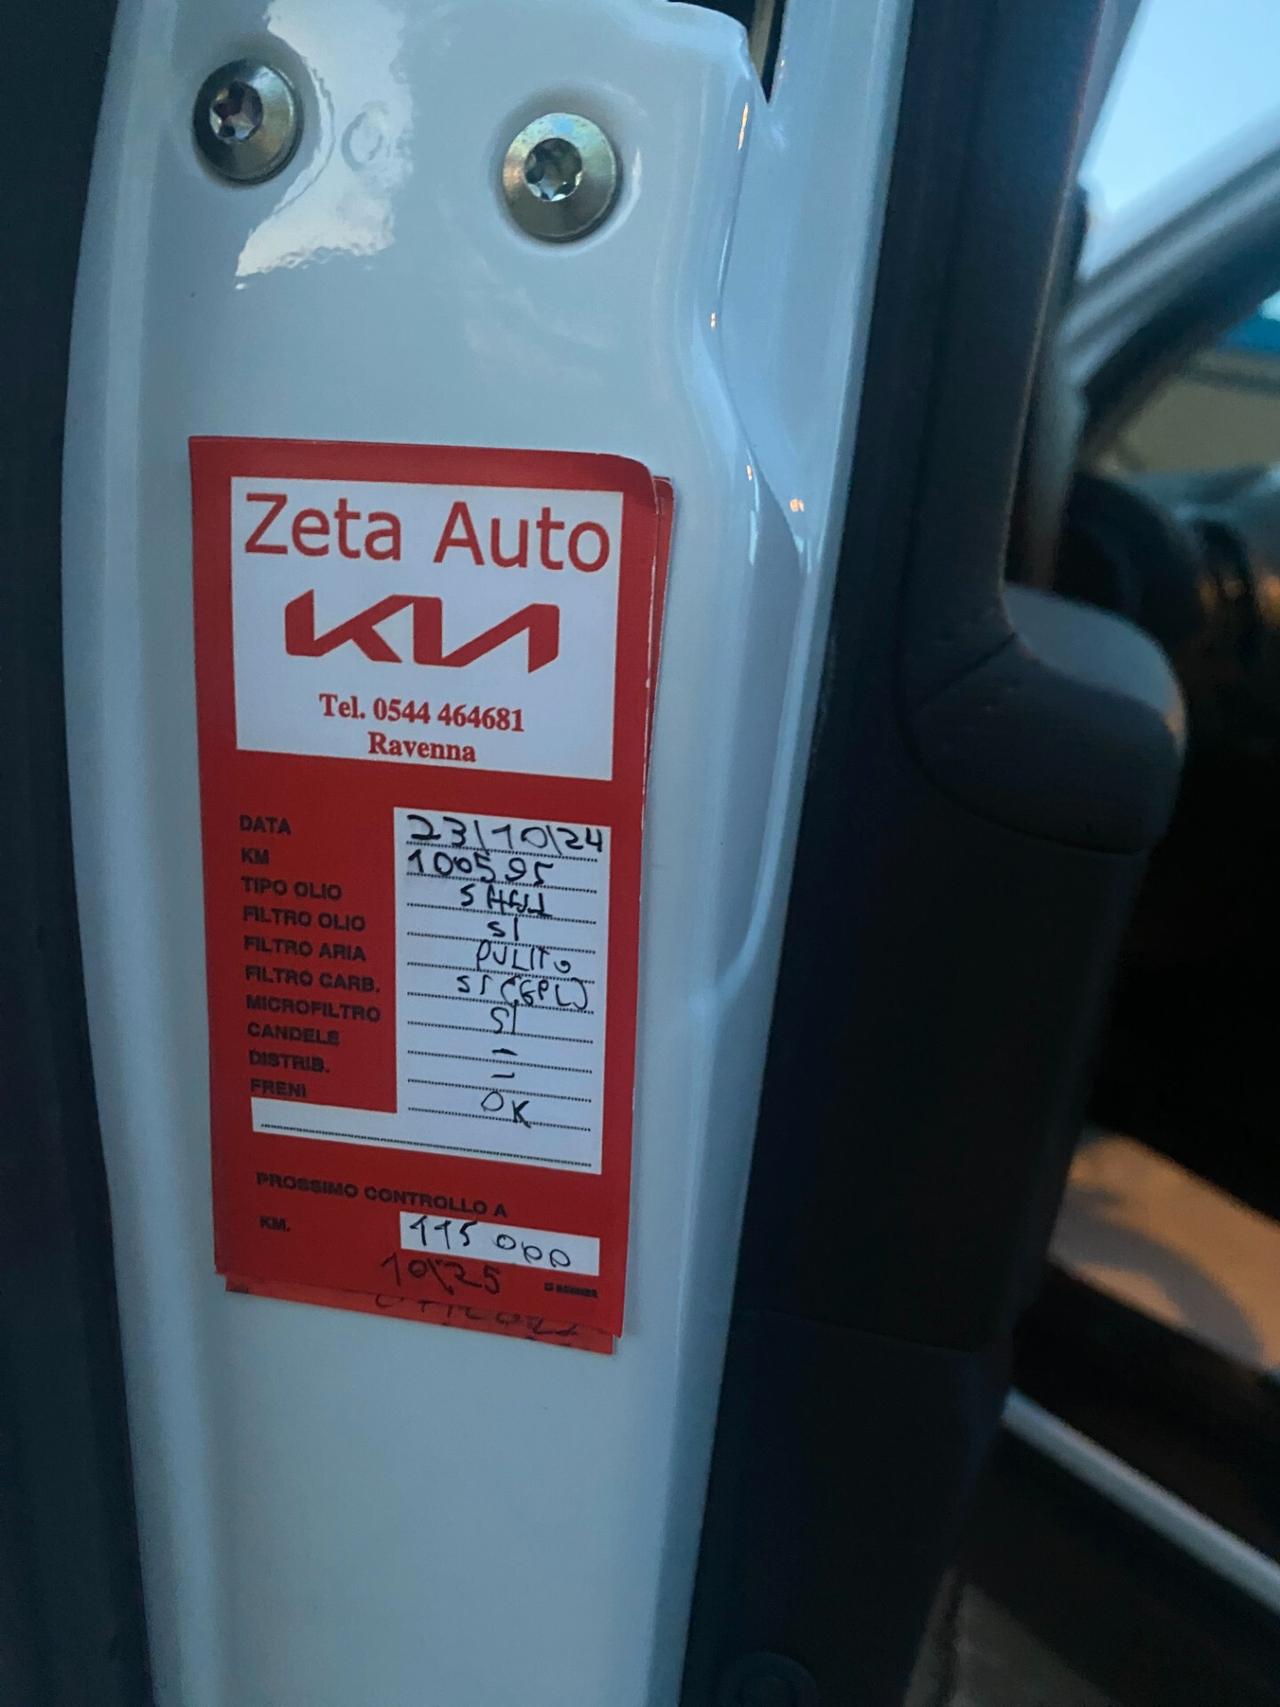 Zeta Auto
KIA
Tel. 0544 464681
Ravenna
DATA 23/10/24
KM 100595
TIPO OLIO SHELL
FILTRO OLIO SI
FILTRO ARIA PULITO
FILTRO CARB. SI (GPL)
MICROFILTRO SI
CANDELE -
DISTRIB. -
FRENI OK
PROSSIMO CONTROLLO A
KM. 115 000
10/25